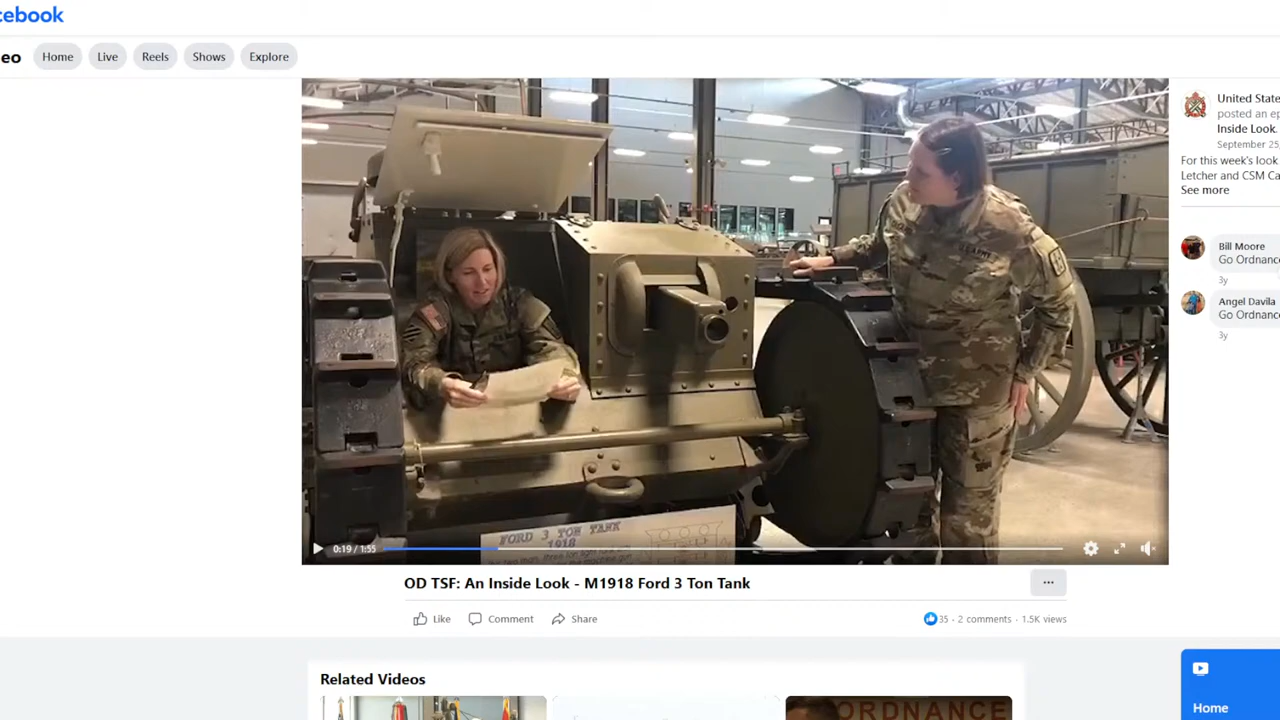 cebook
eo
Home
Live
Reels
Shows
Explore
U.S. ARMY
FORD 3 TON TANK
1918
0:19 / 1:55
OD TSF: An Inside Look - M1918 Ford 3 Ton Tank
...
Like
Comment
Share
35 · 2 comments · 1.5K views
United State
posted an ep
Inside Look.
September 25,
For this week's look
Letcher and CSM Ca
See more
Bill Moore
Go Ordnanc
3y
Angel Davila
Go Ordnanc
3y
Related Videos
ORDNANCE
Home